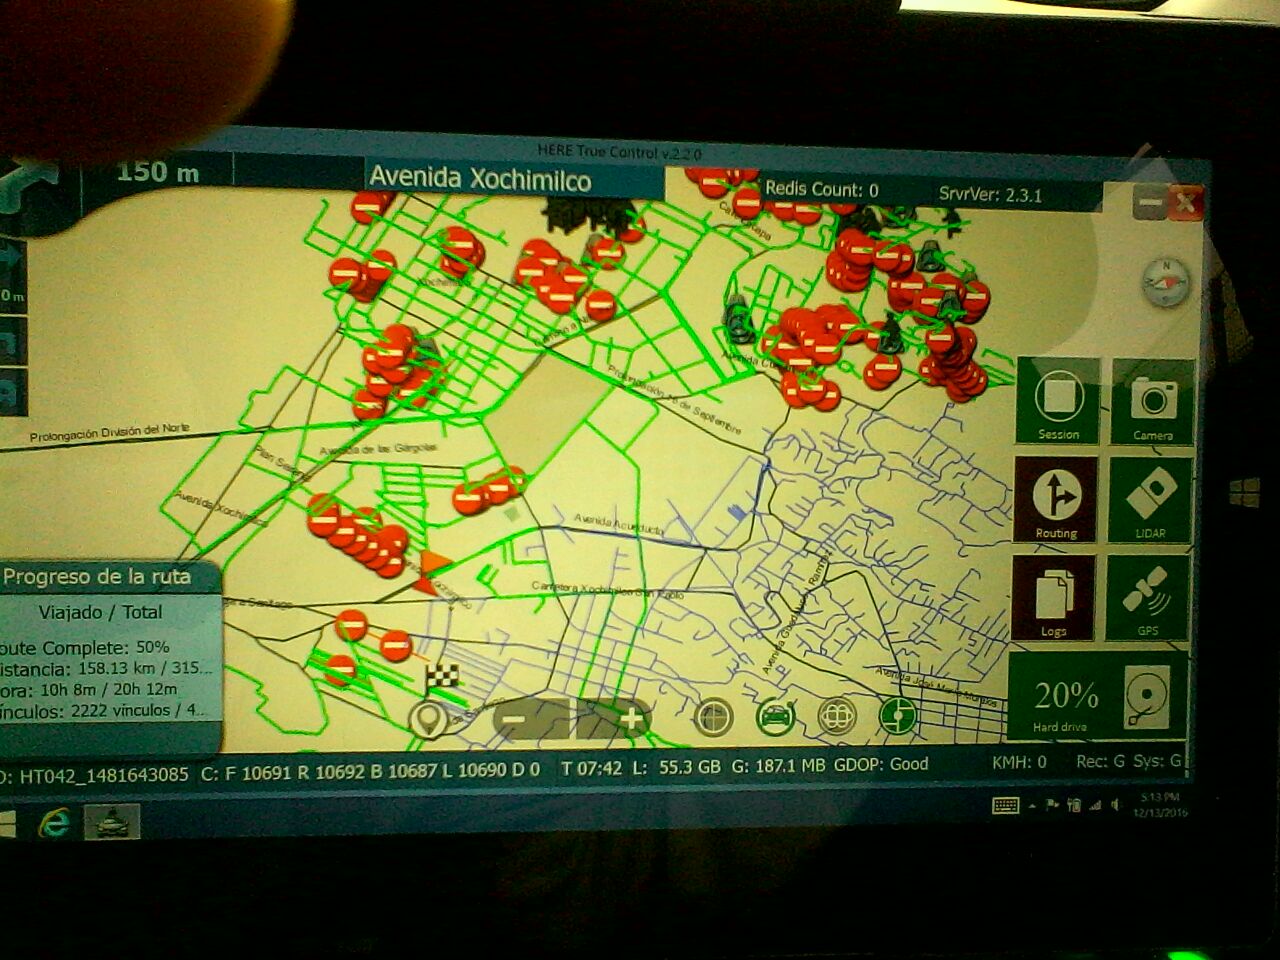 HERE True Control v.2.2.0
150 m
Avenida Xochimilco
Redis Count: 0
SrvrVer: 2.3.1
N
0 m
Prolongación 16 de Septiembre
Prolongación División del Norte
Avenida de las Gárgolas
Avenida Xochimilco
Avenida Acueducto
Carretera Xochimilco San Pablo
Avenida Guadalupe I. Ramírez
Avenida José María Morelos
Session
Camera
Routing
LIDAR
Logs
GPS
20%
Hard drive
Progreso de la ruta
Viajado / Total
oute Complete: 50%
istancia: 158.13 km / 315...
ora: 10h 8m / 20h 12m
ínculos: 2222 vínculos / 4...
D: HT042_1481643085 C: F 10691 R 10692 B 10687 L 10690 D 0 T 07:42 L: 55.3 GB G: 187.1 MB GDOP: Good KMH: 0 Rec: G Sys: G
5:13 PM
12/13/2016